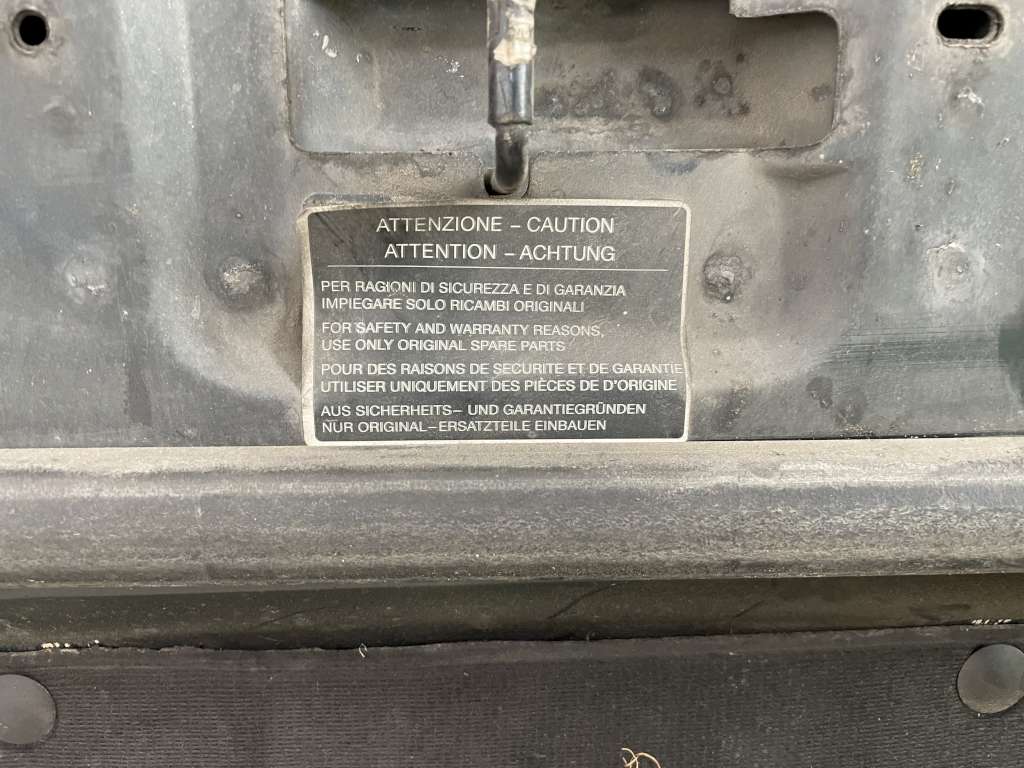 ATTENZIONE – CAUTION
ATTENTION – ACHTUNG
PER RAGIONI DI SICUREZZA E DI GARANZIA
IMPIEGARE SOLO RICAMBI ORIGINALI
FOR SAFETY AND WARRANTY REASONS,
USE ONLY ORIGINAL SPARE PARTS
POUR DES RAISONS DE SECURITE ET DE GARANTIE
UTILISER UNIQUEMENT DES PIÈCES DE D'ORIGINE
AUS SICHERHEITS– UND GARANTIEGRÜNDEN
NUR ORIGINAL–ERSATZTEILE EINBAUEN